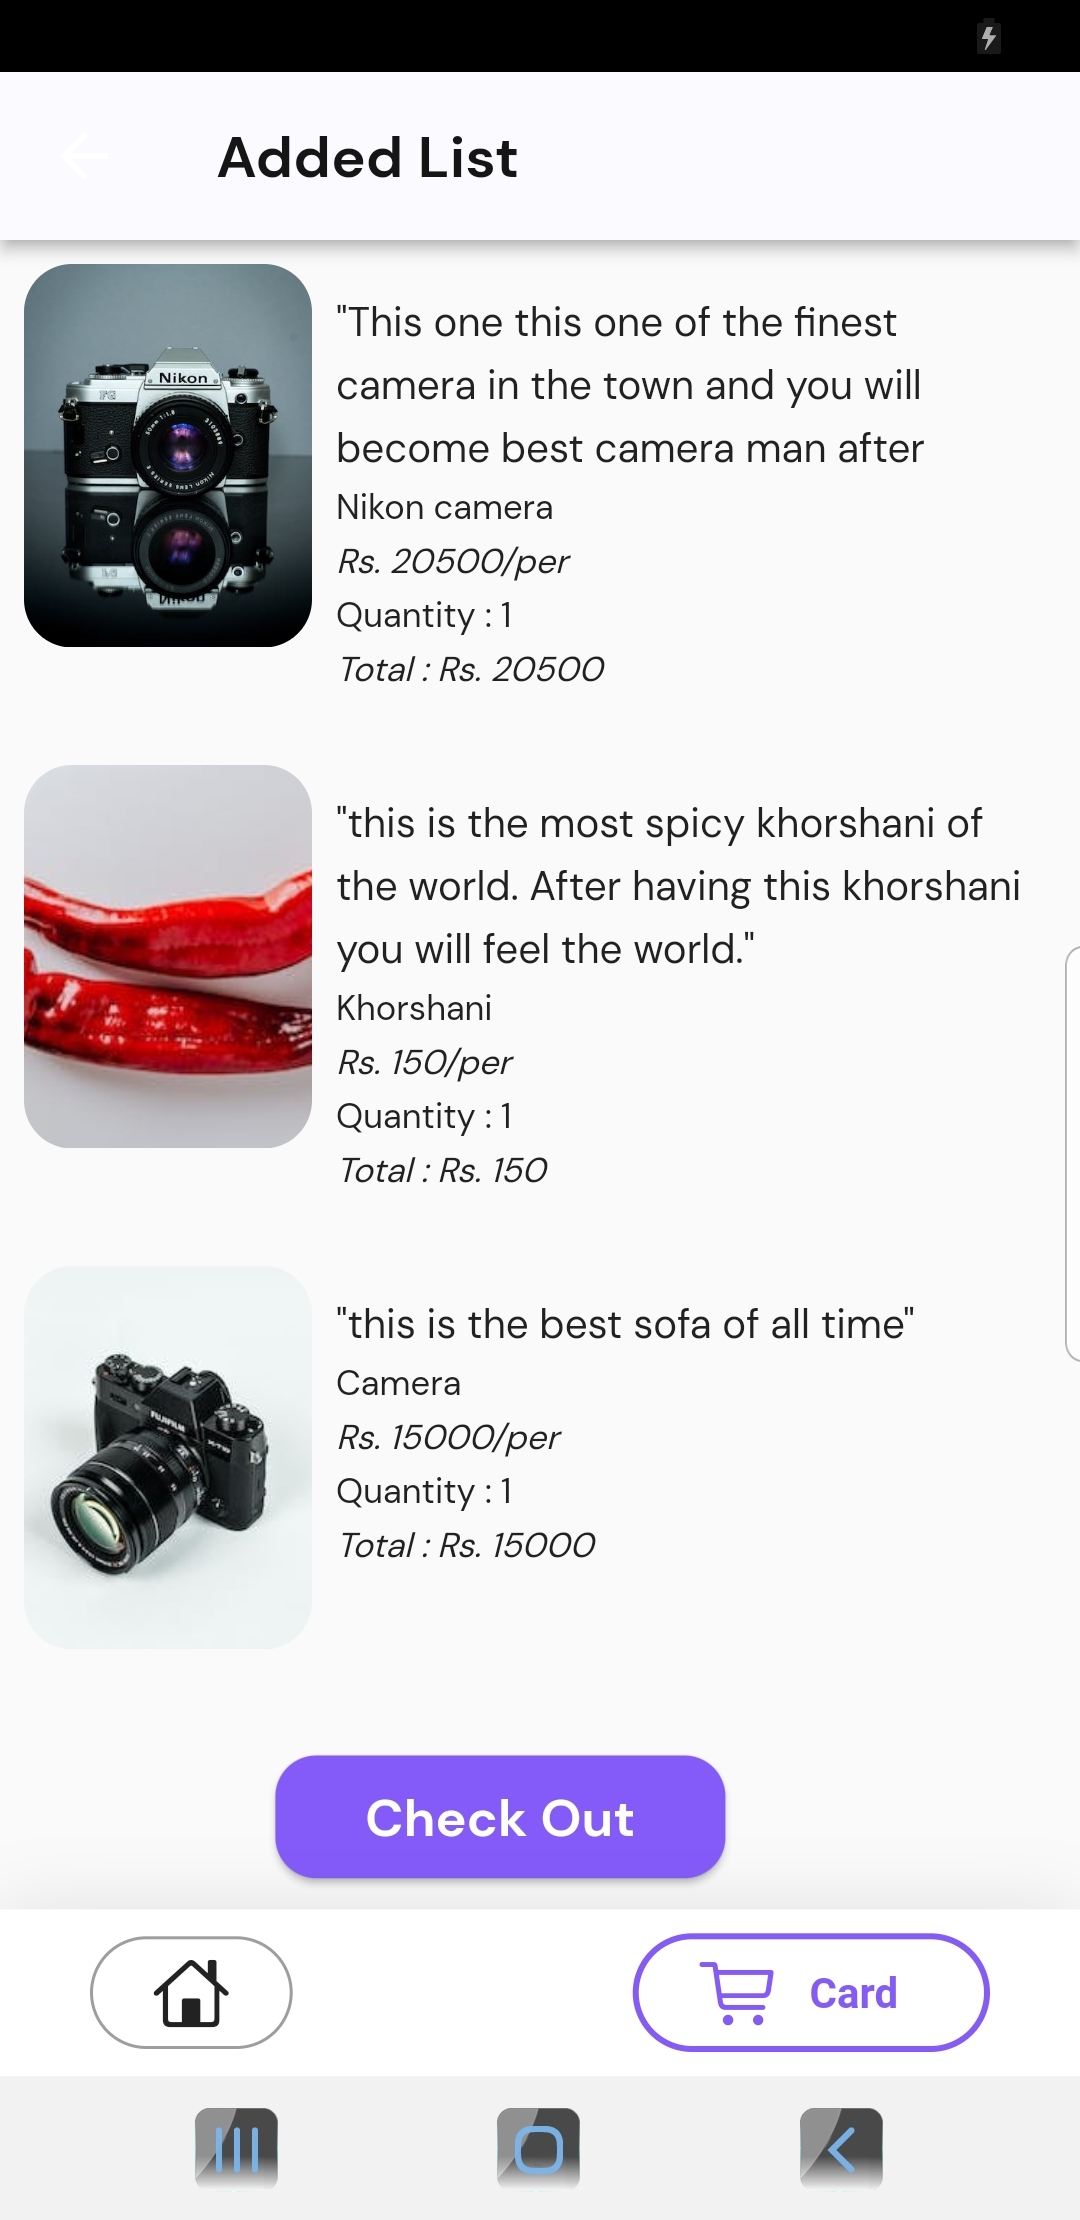 Added List
Nikon
FG
"This one this one of the finest
camera in the town and you will
become best camera man after
Nikon camera
Rs. 20500/per
Quantity : 1
Total : Rs. 20500
"this is the most spicy khorshani of
the world. After having this khorshani
you will feel the world."
Khorshani
Rs. 150/per
Quantity : 1
Total : Rs. 150
FUJIFILM
"this is the best sofa of all time"
Camera
Rs. 15000/per
Quantity : 1
Total : Rs. 15000
Check Out
Card